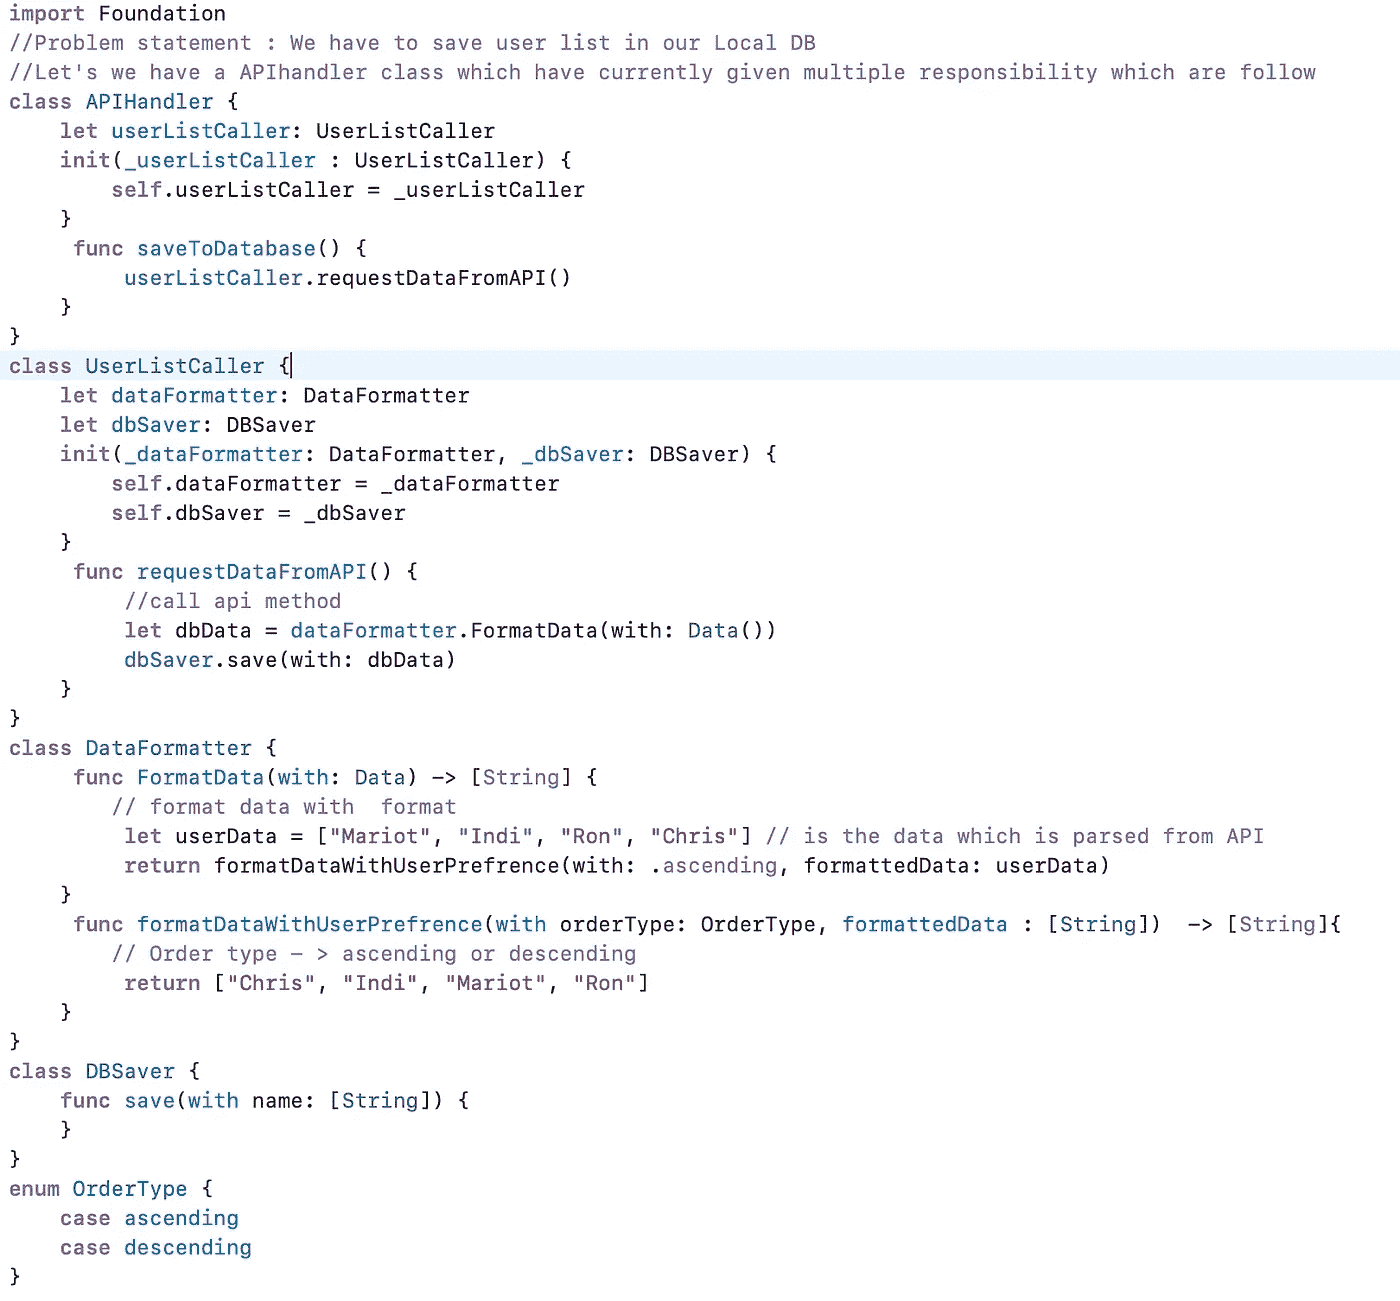 import Foundation
//Problem statement : We have to save user list in our Local DB
//Let's we have a APIhandler class which have currently given multiple responsibility which are follow
class APIHandler {
    let userListCaller: UserListCaller
    init(_userListCaller : UserListCaller) {
        self.userListCaller = _userListCaller
    }
     func saveToDatabase() {
         userListCaller.requestDataFromAPI()
    }
}
class UserListCaller {
    let dataFormatter: DataFormatter
    let dbSaver: DBSaver
    init(_dataFormatter: DataFormatter, _dbSaver: DBSaver) {
        self.dataFormatter = _dataFormatter
        self.dbSaver = _dbSaver
    }
     func requestDataFromAPI() {
         //call api method
         let dbData = dataFormatter.FormatData(with: Data())
         dbSaver.save(with: dbData)
    }
}
class DataFormatter {
     func FormatData(with: Data) -> [String] {
        // format data with  format
         let userData = ["Mariot", "Indi", "Ron", "Chris"] // is the data which is parsed from API
         return formatDataWithUserPrefrence(with: .ascending, formattedData: userData)
    }
     func formatDataWithUserPrefrence(with orderType: OrderType, formattedData : [String])  -> [String]{
        // Order type – > ascending or descending
         return ["Chris", "Indi", "Mariot", "Ron"]
    }
}
class DBSaver {
    func save(with name: [String]) {
    }
}
enum OrderType {
    case ascending
    case descending
}